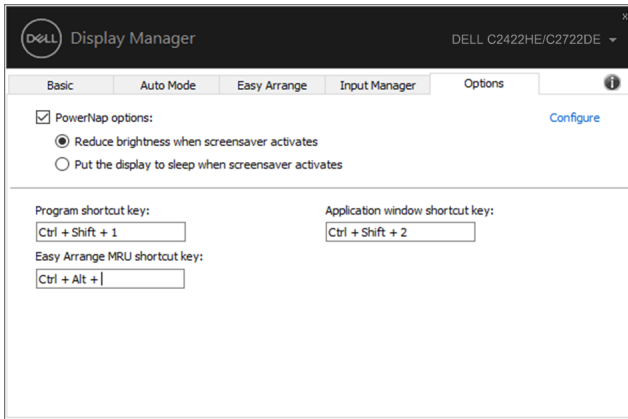 x
DELL Display Manager
DELL C2422HE/C2722DE
Basic Auto Mode Easy Arrange Input Manager Options i
PowerNap options: Configure
Reduce brightness when screensaver activates
Put the display to sleep when screensaver activates
Program shortcut key: Application window shortcut key:
Ctrl + Shift + 1 Ctrl + Shift + 2
Easy Arrange MRU shortcut key:
Ctrl + Alt +